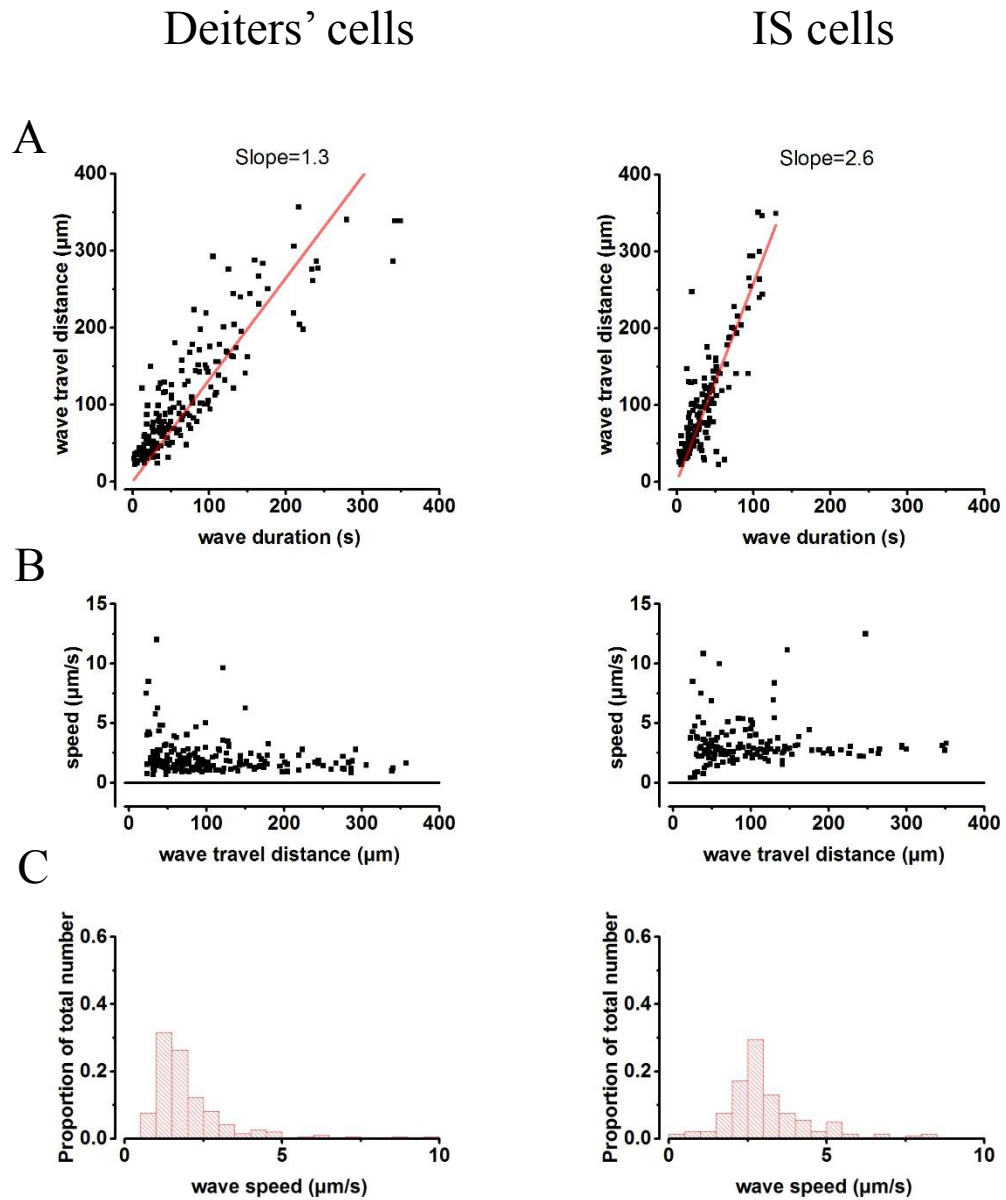 Deiters’ cells
IS cells
A
Slope=1.3
wave travel distance (µm)
400
300
200
100
0
0 100 200 300 400
wave duration (s)
Slope=2.6
wave travel distance (µm)
400
300
200
100
0
0 100 200 300 400
wave duration (s)
B
speed (µm/s)
15
10
5
0
0 100 200 300 400
wave travel distance (µm)
speed (µm/s)
15
10
5
0
0 100 200 300 400
wave travel distance (µm)
C
Proportion of total number
0.6
0.4
0.2
0.0
0 5 10
wave speed (µm/s)
Proportion of total number
0.6
0.4
0.2
0.0
0 5 10
wave speed (µm/s)